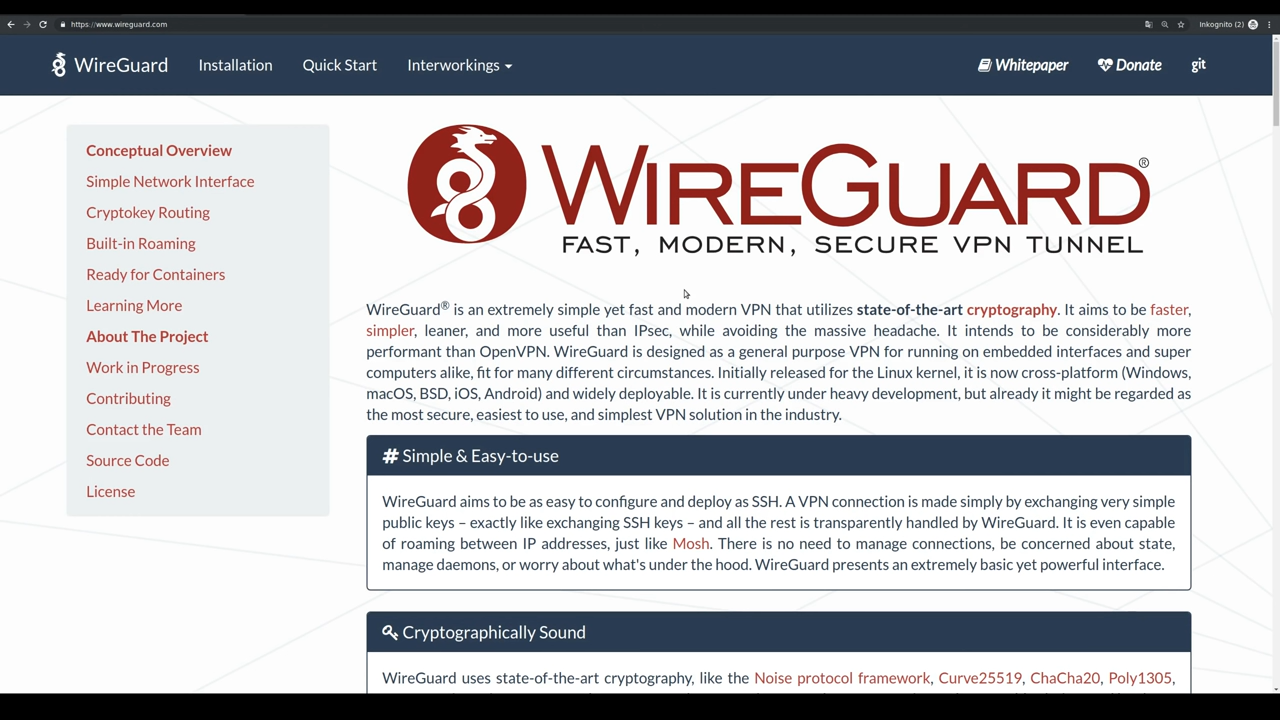 https://www.wireguard.com
Inkognito (2)
WireGuard
Installation
Quick Start
Interworkings
Whitepaper
Donate
git
Conceptual Overview
Simple Network Interface
Cryptokey Routing
Built-in Roaming
Ready for Containers
Learning More
About The Project
Work in Progress
Contributing
Contact the Team
Source Code
License
WIREGUARD®
FAST, MODERN, SECURE VPN TUNNEL
WireGuard® is an extremely simple yet fast and modern VPN that utilizes state-of-the-art cryptography. It aims to be faster,
simpler, leaner, and more useful than IPsec, while avoiding the massive headache. It intends to be considerably more
performant than OpenVPN. WireGuard is designed as a general purpose VPN for running on embedded interfaces and super
computers alike, fit for many different circumstances. Initially released for the Linux kernel, it is now cross-platform (Windows,
macOS, BSD, iOS, Android) and widely deployable. It is currently under heavy development, but already it might be regarded as
the most secure, easiest to use, and simplest VPN solution in the industry.
# Simple & Easy-to-use
WireGuard aims to be as easy to configure and deploy as SSH. A VPN connection is made simply by exchanging very simple
public keys – exactly like exchanging SSH keys – and all the rest is transparently handled by WireGuard. It is even capable
of roaming between IP addresses, just like Mosh. There is no need to manage connections, be concerned about state,
manage daemons, or worry about what's under the hood. WireGuard presents an extremely basic yet powerful interface.
Cryptographically Sound
WireGuard uses state-of-the-art cryptography, like the Noise protocol framework, Curve25519, ChaCha20, Poly1305,